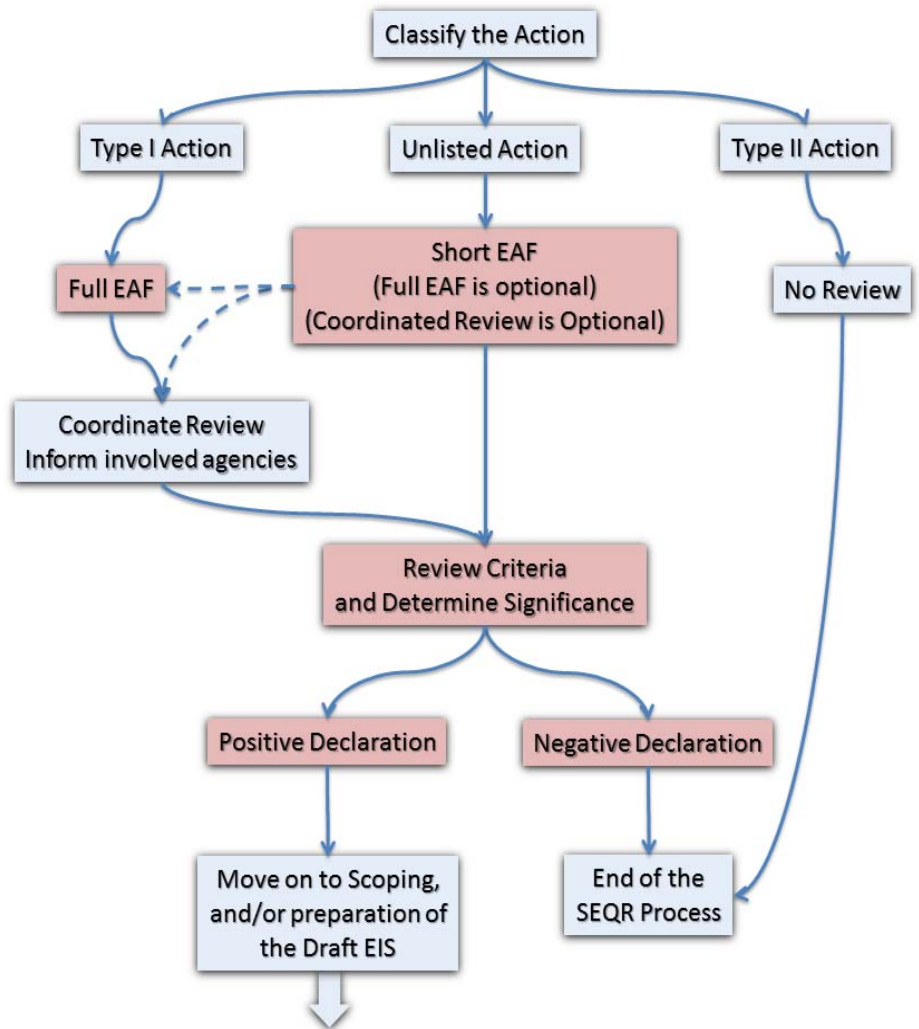 Classify the Action
Type I Action
Unlisted Action
Type II Action
Full EAF
Short EAF
(Full EAF is optional)
(Coordinated Review is Optional)
No Review
Coordinate Review
Inform involved agencies
Review Criteria
and Determine Significance
Positive Declaration
Negative Declaration
Move on to Scoping,
and/or preparation of
the Draft EIS
End of the
SEQR Process